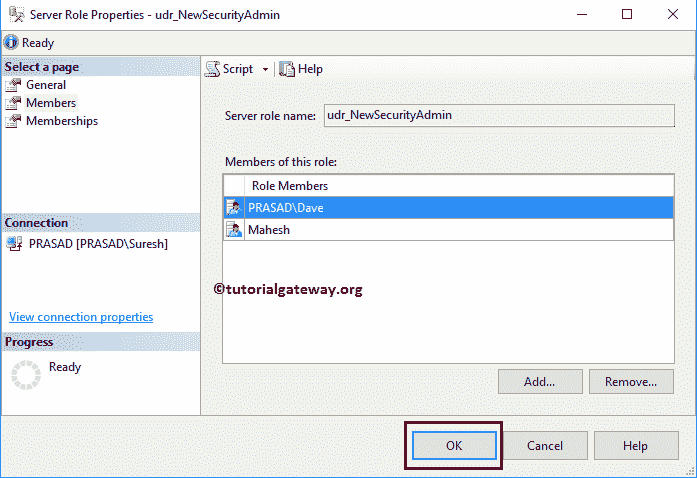 Server Role Properties - udr_NewSecurityAdmin
Ready
Select a page
General
Members
Memberships
Script
Help
Server role name:
udr_NewSecurityAdmin
Members of this role:
Role Members
PRASAD\Dave
Mahesh
©tutorialgateway.org
Connection
PRASAD [PRASAD\Suresh]
View connection properties
Progress
Ready
Add...
Remove...
OK
Cancel
Help